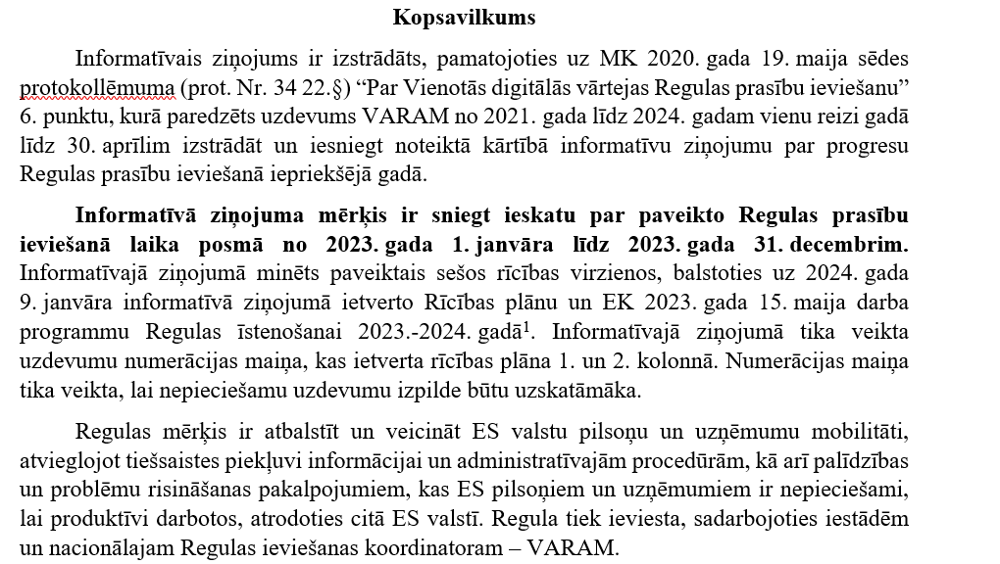 Kopsavilkums
Informatīvais ziņojums ir izstrādāts, pamatojoties uz MK 2020. gada 19. maija sēdes
protokollēmuma (prot. Nr. 34 22.§) “Par Vienotās digitālās vārtejas Regulas prasību ieviešanu”
6. punktu, kurā paredzēts uzdevums VARAM no 2021. gada līdz 2024. gadam vienu reizi gadā
līdz 30. aprīlim izstrādāt un iesniegt noteiktā kārtībā informatīvu ziņojumu par progresu
Regulas prasību ieviešanā iepriekšējā gadā.
Informatīvā ziņojuma mērķis ir sniegt ieskatu par paveikto Regulas prasību
ieviešanā laika posmā no 2023. gada 1. janvāra līdz 2023. gada 31. decembrim.
Informatīvajā ziņojumā minēts paveiktais sešos rīcības virzienos, balstoties uz 2024. gada
9. janvāra informatīvā ziņojumā ietverto Rīcības plānu un EK 2023. gada 15. maija darba
programmu Regulas īstenošanai 2023.-2024. gadā¹. Informatīvajā ziņojumā tika veikta
uzdevumu numerācijas maiņa, kas ietverta rīcības plāna 1. un 2. kolonnā. Numerācijas maiņa
tika veikta, lai nepieciešamu uzdevumu izpilde būtu uzskatāmāka.
Regulas mērķis ir atbalstīt un veicināt ES valstu pilsoņu un uzņēmumu mobilitāti,
atvieglojot tiešsaistes piekļuvi informācijai un administratīvajām procedūrām, kā arī palīdzības
un problēmu risināšanas pakalpojumiem, kas ES pilsoņiem un uzņēmumiem ir nepieciešami,
lai produktīvi darbotos, atrodoties citā ES valstī. Regula tiek ieviesta, sadarbojoties iestādēm
un nacionālajam Regulas ieviešanas koordinatoram – VARAM.